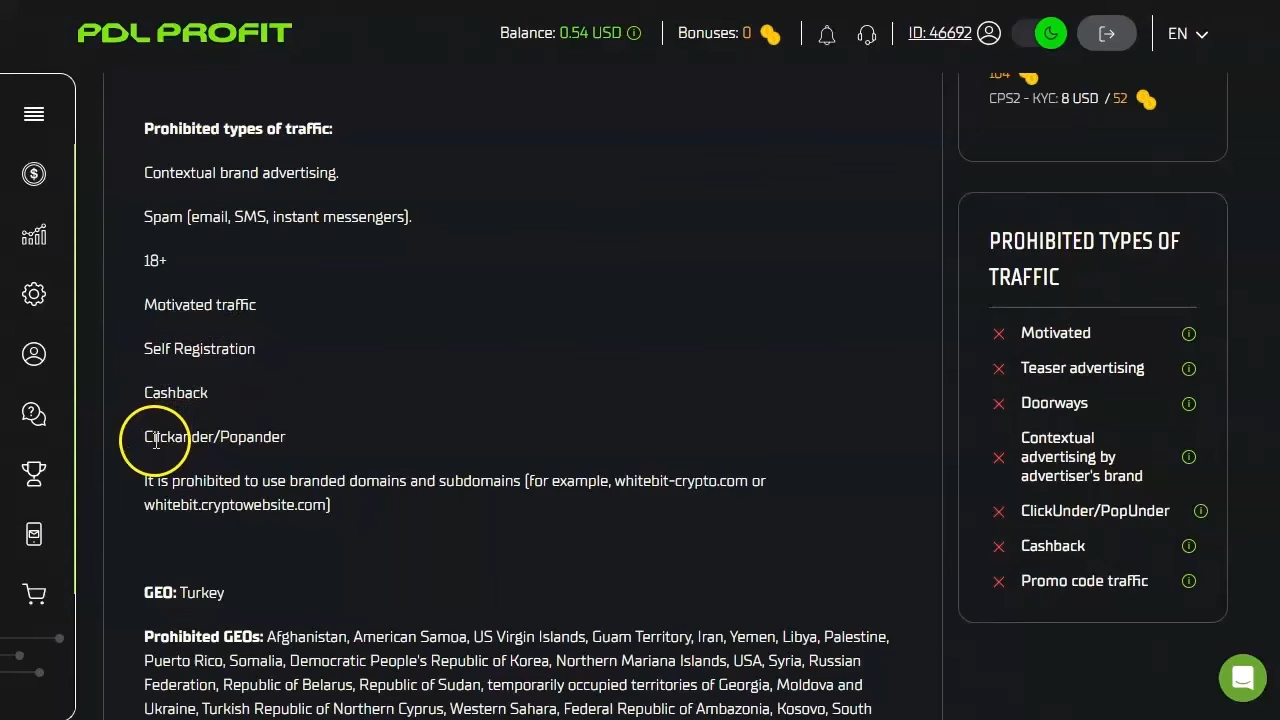 PDL PROFIT
Balance: 0.54 USD
Bonuses: 0
ID: 46692
EN
104
CPS2 - KYC: 8 USD / 52
Prohibited types of traffic:
Contextual brand advertising.
Spam (email, SMS, instant messengers).
18+
Motivated traffic
Self Registration
Cashback
Clickander/Popander
It is prohibited to use branded domains and subdomains (for example, whitebit-crypto.com or
whitebit.cryptowebsite.com)
GEO: Turkey
Prohibited GEOs: Afghanistan, American Samoa, US Virgin Islands, Guam Territory, Iran, Yemen, Libya, Palestine,
Puerto Rico, Somalia, Democratic People's Republic of Korea, Northern Mariana Islands, USA, Syria, Russian
Federation, Republic of Belarus, Republic of Sudan, temporarily occupied territories of Georgia, Moldova and
Ukraine, Turkish Republic of Northern Cyprus, Western Sahara, Federal Republic of Ambazonia, Kosovo, South
PROHIBITED TYPES OF
TRAFFIC
Motivated
Teaser advertising
Doorways
Contextual
advertising by
advertiser's brand
ClickUnder/PopUnder
Cashback
Promo code traffic